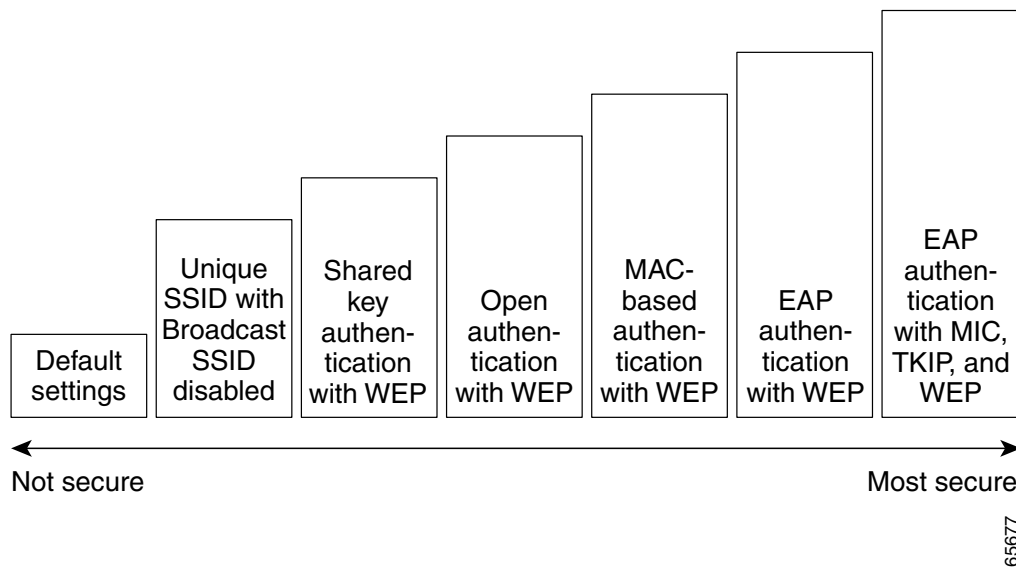 Default
settings
Unique
SSID with
Broadcast
SSID
disabled
Shared
key
authen-
tication
with WEP
Open
authen-
tication
with WEP
MAC-
based
authen-
tication
with WEP
EAP
authen-
tication
with WEP
EAP
authen-
tication
with MIC,
TKIP, and
WEP
Not secure
Most secure
65677